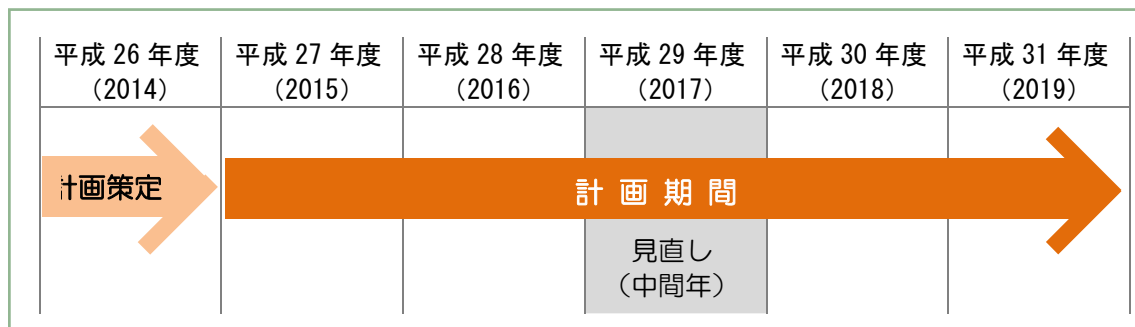 平成 26 年度
（2014）
平成 27 年度
（2015）
平成 28 年度
（2016）
平成 29 年度
（2017）
平成 30 年度
（2018）
平成 31 年度
（2019）
計画策定
計 画 期 間
見直し
（中間年）